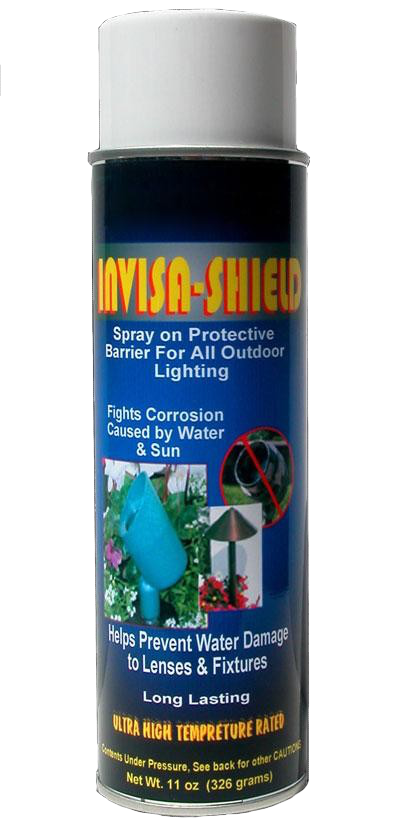 INVISA-SHIELD
Spray on Protective
Barrier For All Outdoor
Lighting
Fights Corrosion
Caused by Water
& Sun
Helps Prevent Water Damage
to Lenses & Fixtures
Long Lasting
ULTRA HIGH TEMPRETURE RATED
Contents Under Pressure, See back for other CAUTIONS
Net Wt. 11 oz (326 grams)